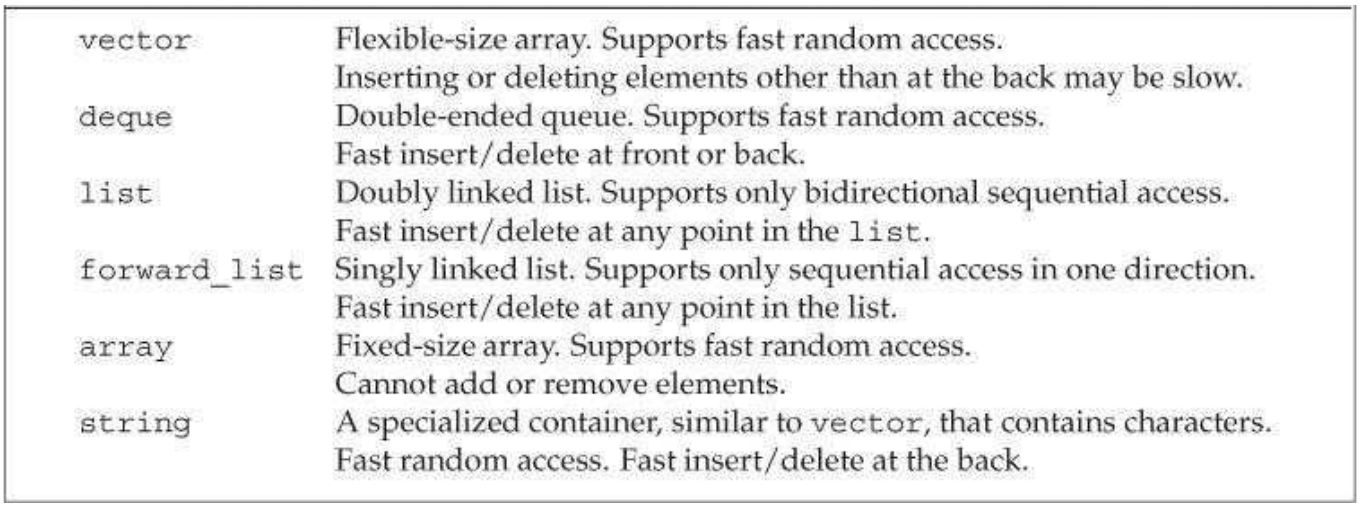 vector Flexible-size array. Supports fast random access.
Inserting or deleting elements other than at the back may be slow.
deque Double-ended queue. Supports fast random access.
Fast insert/delete at front or back.
list Doubly linked list. Supports only bidirectional sequential access.
Fast insert/delete at any point in the list.
forward_list Singly linked list. Supports only sequential access in one direction.
Fast insert/delete at any point in the list.
array Fixed-size array. Supports fast random access.
Cannot add or remove elements.
string A specialized container, similar to vector, that contains characters.
Fast random access. Fast insert/delete at the back.